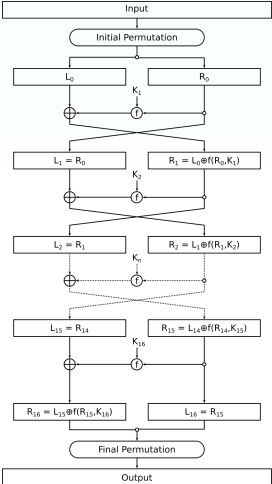 Input
Initial Permutation
L₀
R₀
K₁
f
L₁ = R₀
R₁ = L₀⊕f(R₀,K₁)
K₂
f
L₂ = R₁
R₂ = L₁⊕f(R₁,K₂)
Kₙ
f
L₁₅ = R₁₄
R₁₅ = L₁₄⊕f(R₁₄,K₁₅)
K₁₆
f
R₁₆ = L₁₅⊕f(R₁₅,K₁₆)
L₁₆ = R₁₅
Final Permutation
Output